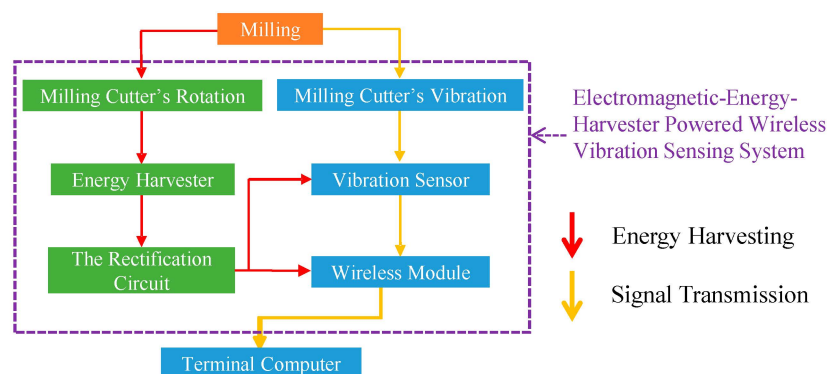 Milling
Milling Cutter's Rotation
Milling Cutter's Vibration
Electromagnetic-Energy-
Harvester Powered Wireless
Vibration Sensing System
Energy Harvester
Vibration Sensor
The Rectification
Circuit
Wireless Module
Energy Harvesting
Signal Transmission
Terminal Computer